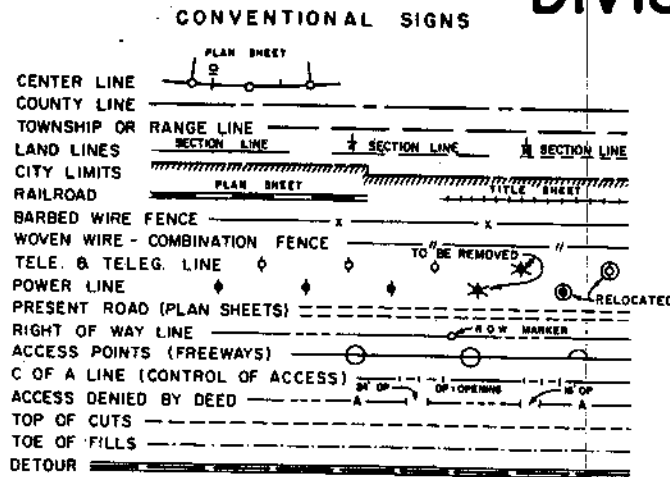 CONVENTIONAL SIGNS
PLAN SHEET
10
CENTER LINE
COUNTY LINE
TOWNSHIP OR RANGE LINE
LAND LINES SECTION LINE SECTION LINE SECTION LINE
CITY LIMITS
RAILROAD PLAN SHEET TITLE SHEET
BARBED WIRE FENCE x x
WOVEN WIRE - COMBINATION FENCE // //
TELE. & TELEG. LINE TO BE REMOVED
POWER LINE RELOCATED
PRESENT ROAD (PLAN SHEETS)
RIGHT OF WAY LINE R O W MARKER
ACCESS POINTS (FREEWAYS)
C OF A LINE (CONTROL OF ACCESS)
24' OP OP = OPENING 16' OP
ACCESS DENIED BY DEED A A
TOP OF CUTS
TOE OF FILLS
DETOUR